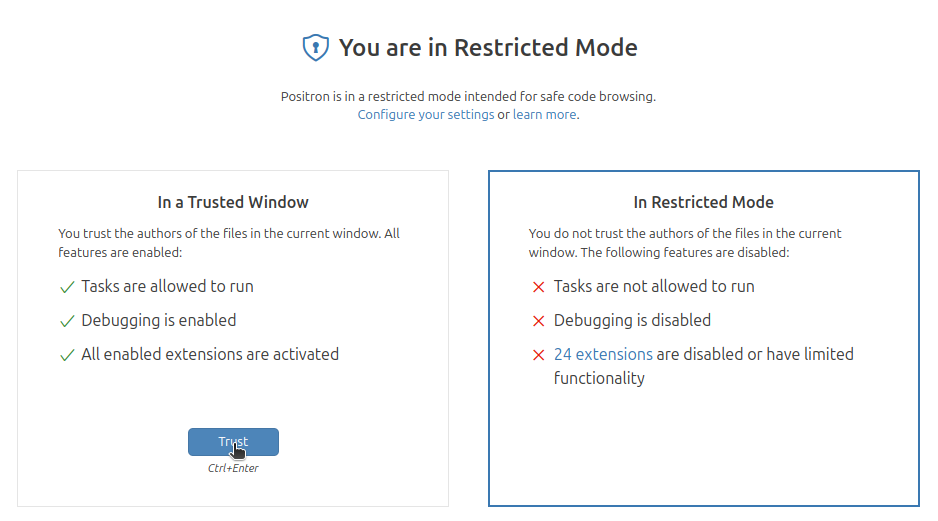 You are in Restricted Mode
Positron is in a restricted mode intended for safe code browsing.
Configure your settings or learn more.
In a Trusted Window
You trust the authors of the files in the current window. All
features are enabled:
Tasks are allowed to run
Debugging is enabled
All enabled extensions are activated
Trust
Ctrl+Enter
In Restricted Mode
You do not trust the authors of the files in the current
window. The following features are disabled:
Tasks are not allowed to run
Debugging is disabled
24 extensions are disabled or have limited
functionality